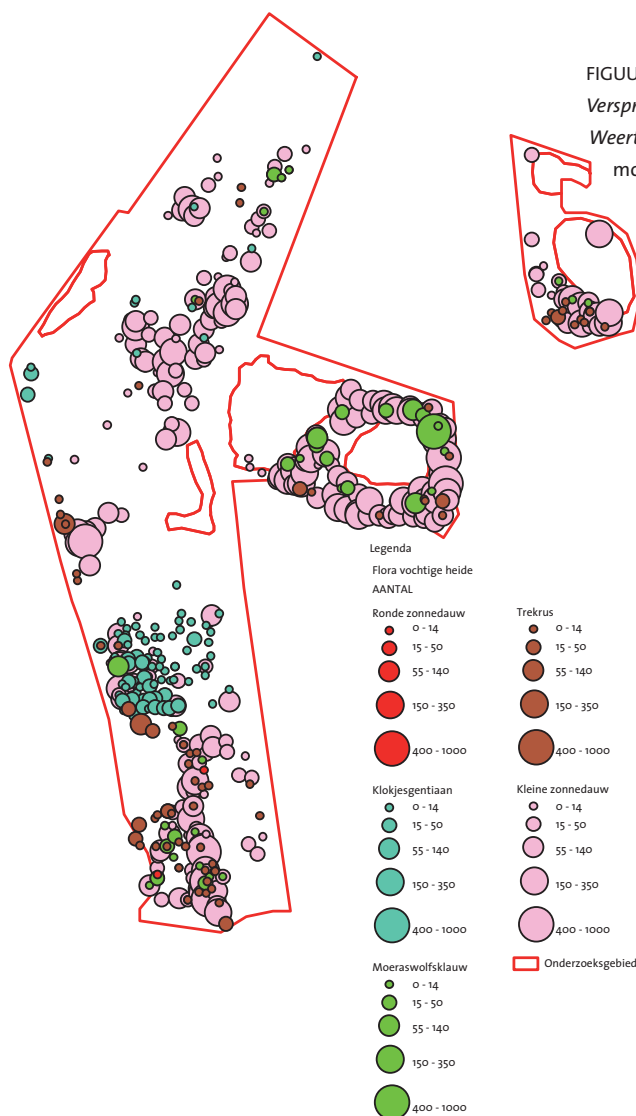 FIGUU
Verspr
Weert
mo
Legenda
Flora vochtige heide
AANTAL
Ronde zonnedauw
0 - 14
15 - 50
55 - 140
150 - 350
400 - 1000
Klokjesgentiaan
0 - 14
15 - 50
55 - 140
150 - 350
400 - 1000
Moeraswolfsklauw
0 - 14
15 - 50
55 - 140
150 - 350
400 - 1000
Trekrus
0 - 14
15 - 50
55 - 140
150 - 350
400 - 1000
Kleine zonnedauw
0 - 14
15 - 50
55 - 140
150 - 350
400 - 1000
Onderzoeksgebied